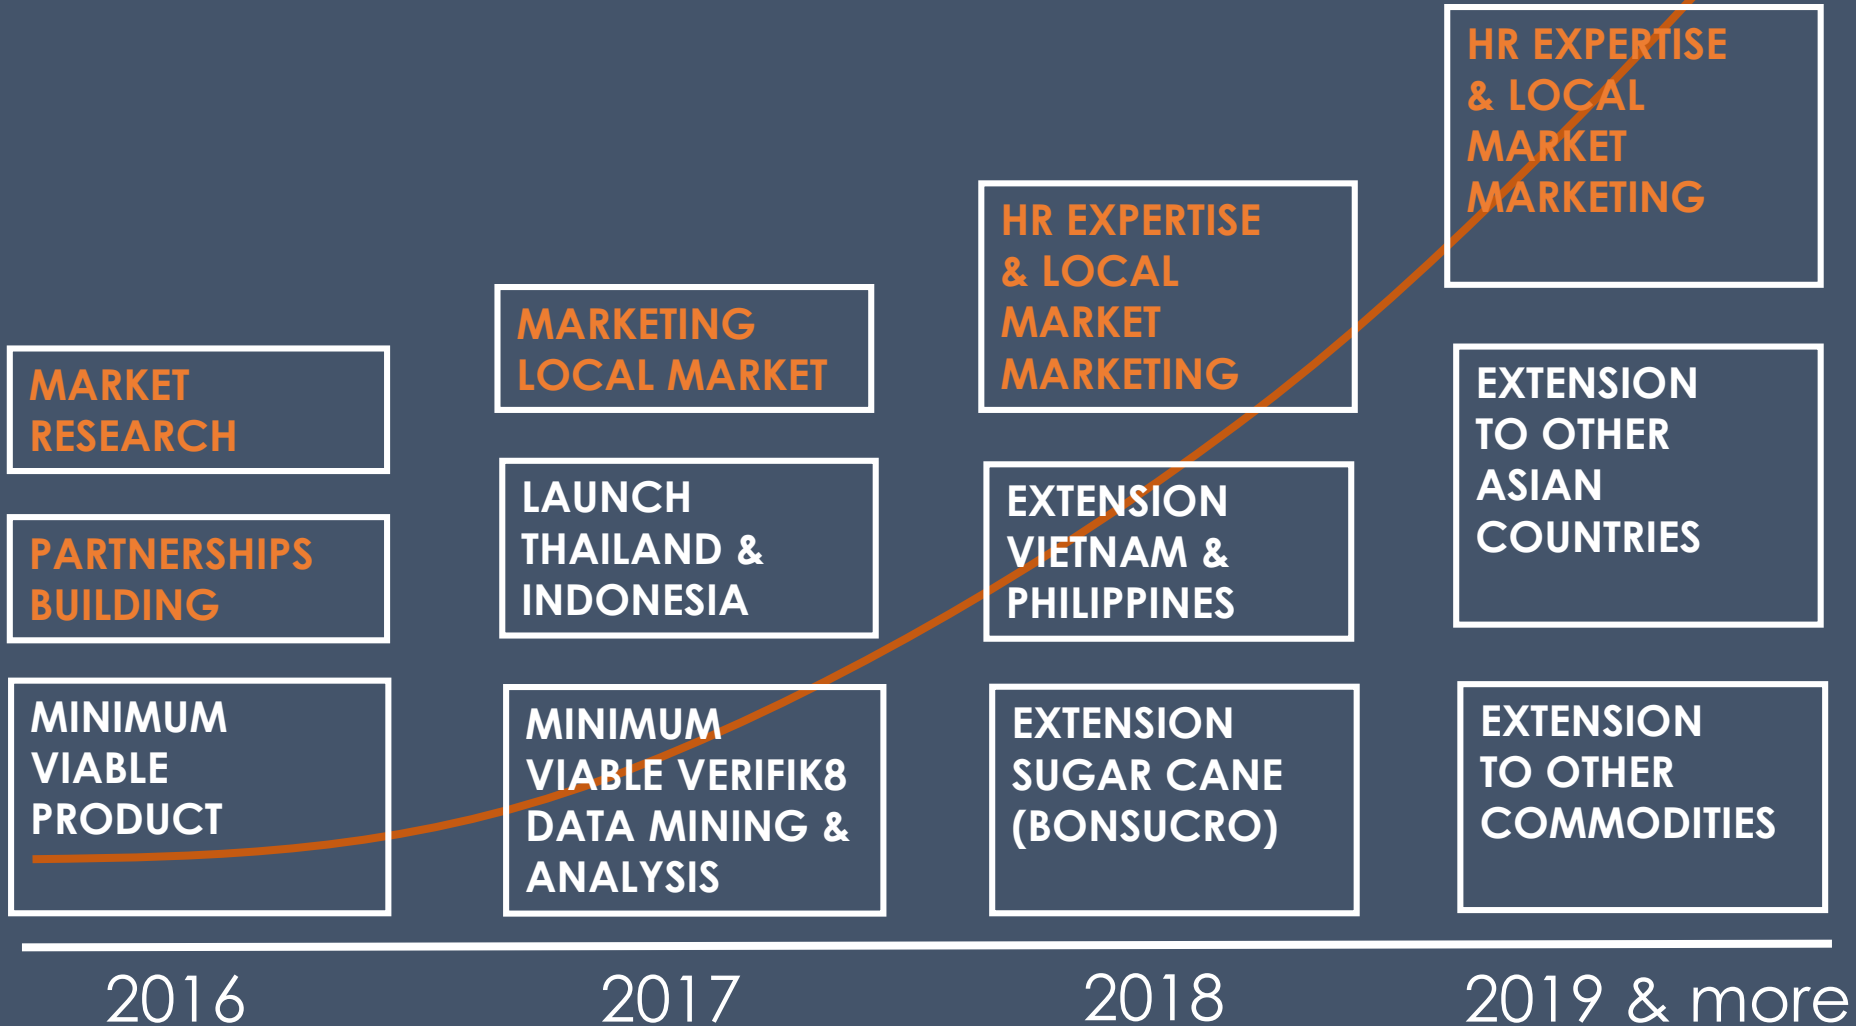 MARKET
RESEARCH
PARTNERSHIPS
BUILDING
MINIMUM
VIABLE
PRODUCT
2016
MARKETING
LOCAL MARKET
LAUNCH
THAILAND &
INDONESIA
MINIMUM
VIABLE VERIFIK8
DATA MINING &
ANALYSIS
2017
HR EXPERTISE
& LOCAL
MARKET
MARKETING
EXTENSION
VIETNAM &
PHILIPPINES
EXTENSION
SUGAR CANE
(BONSUCRO)
2018
HR EXPERTISE
& LOCAL
MARKET
MARKETING
EXTENSION
TO OTHER
ASIAN
COUNTRIES
EXTENSION
TO OTHER
COMMODITIES
2019 & more